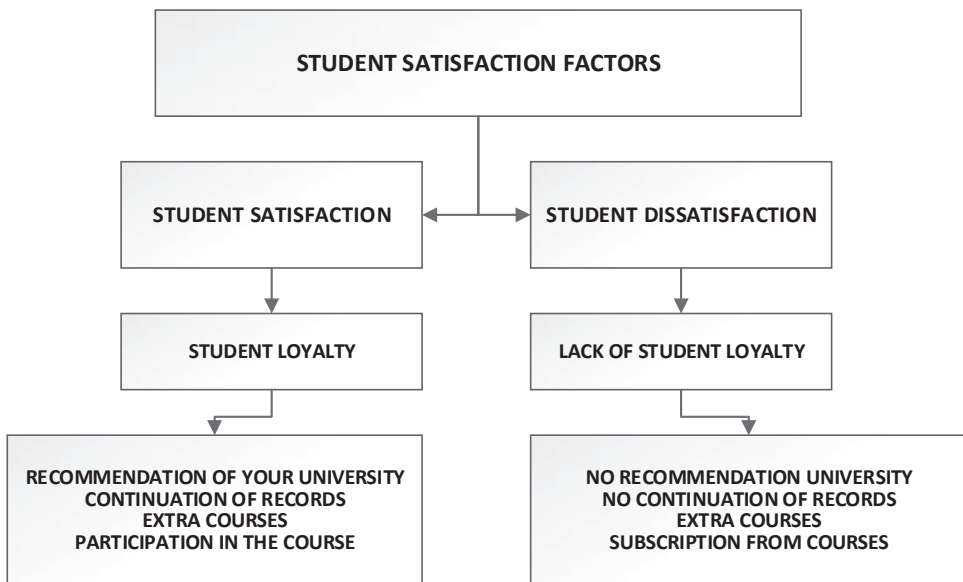 STUDENT SATISFACTION FACTORS
STUDENT SATISFACTION
STUDENT DISSATISFACTION
STUDENT LOYALTY
LACK OF STUDENT LOYALTY
RECOMMENDATION OF YOUR UNIVERSITY
CONTINUATION OF RECORDS
EXTRA COURSES
PARTICIPATION IN THE COURSE
NO RECOMMENDATION UNIVERSITY
NO CONTINUATION OF RECORDS
EXTRA COURSES
SUBSCRIPTION FROM COURSES